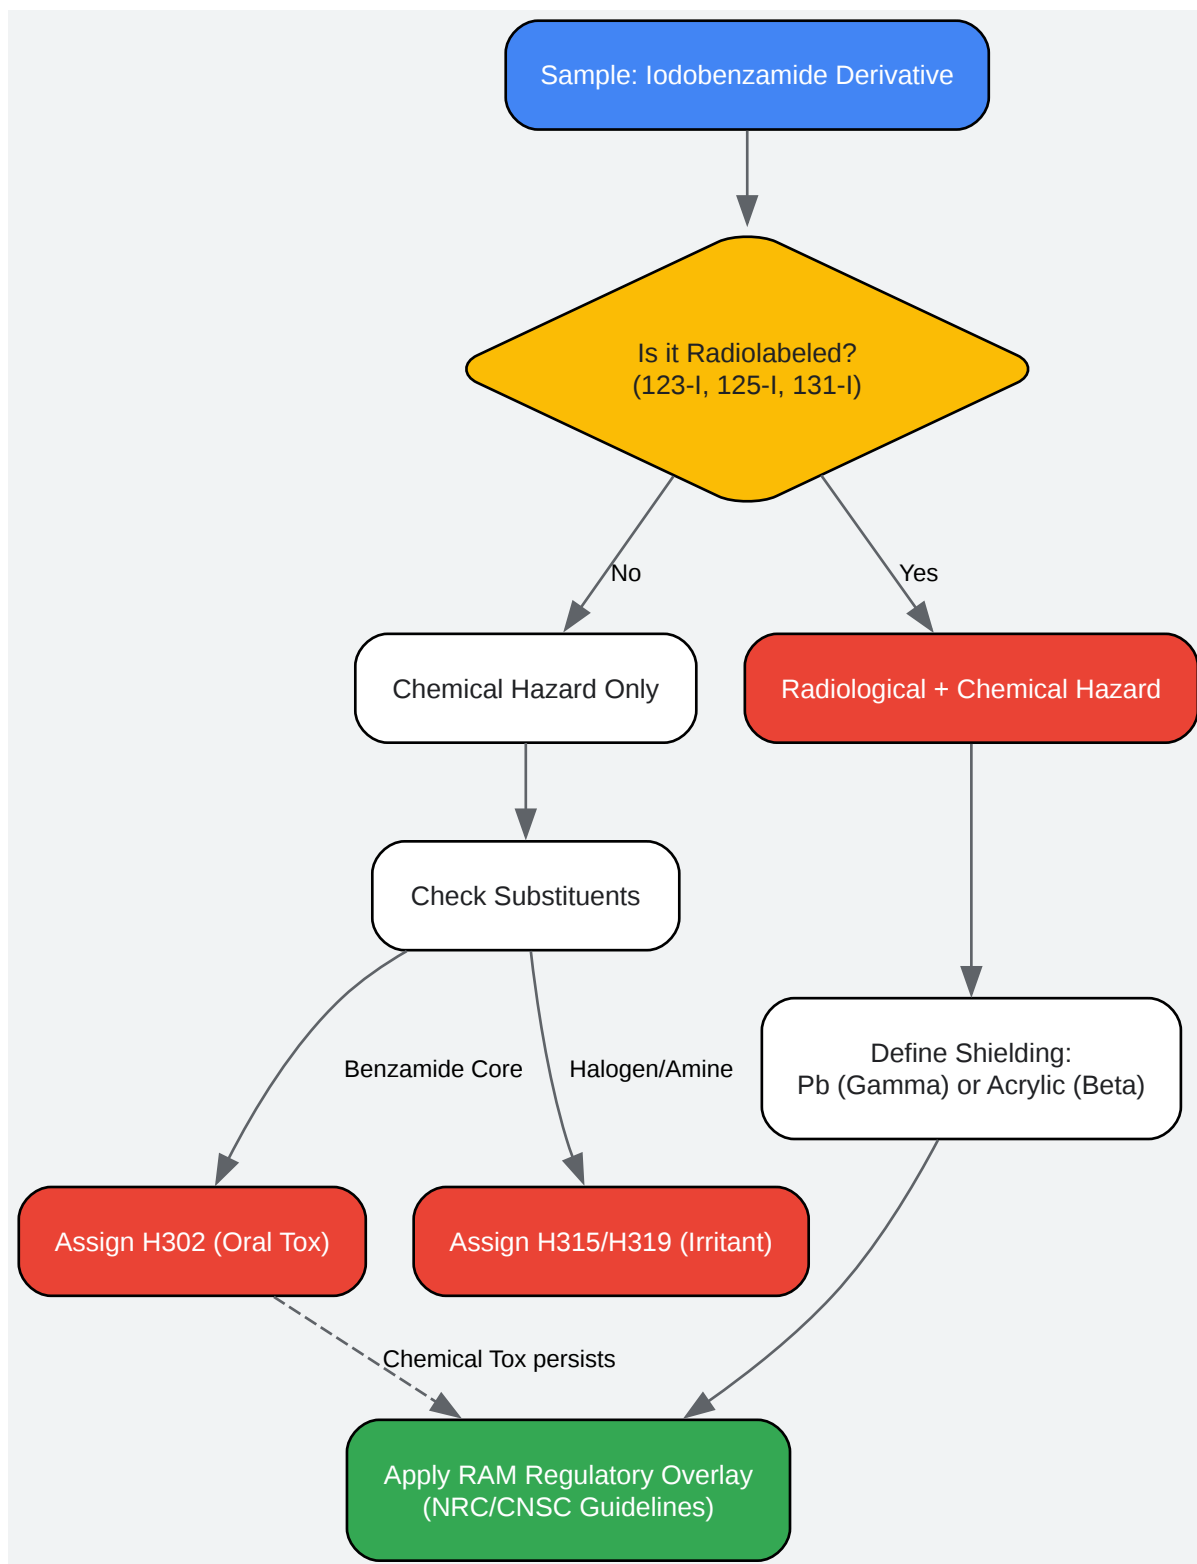 Sample: Iodobenzamide Derivative
Is it Radiolabeled?
(123-I, 125-I, 131-I)
No
Yes
Chemical Hazard Only
Radiological + Chemical Hazard
Check Substituents
Benzamide Core
Halogen/Amine
Define Shielding:
Pb (Gamma) or Acrylic (Beta)
Assign H302 (Oral Tox)
Assign H315/H319 (Irritant)
Chemical Tox persists
Apply RAM Regulatory Overlay
(NRC/CNSC Guidelines)